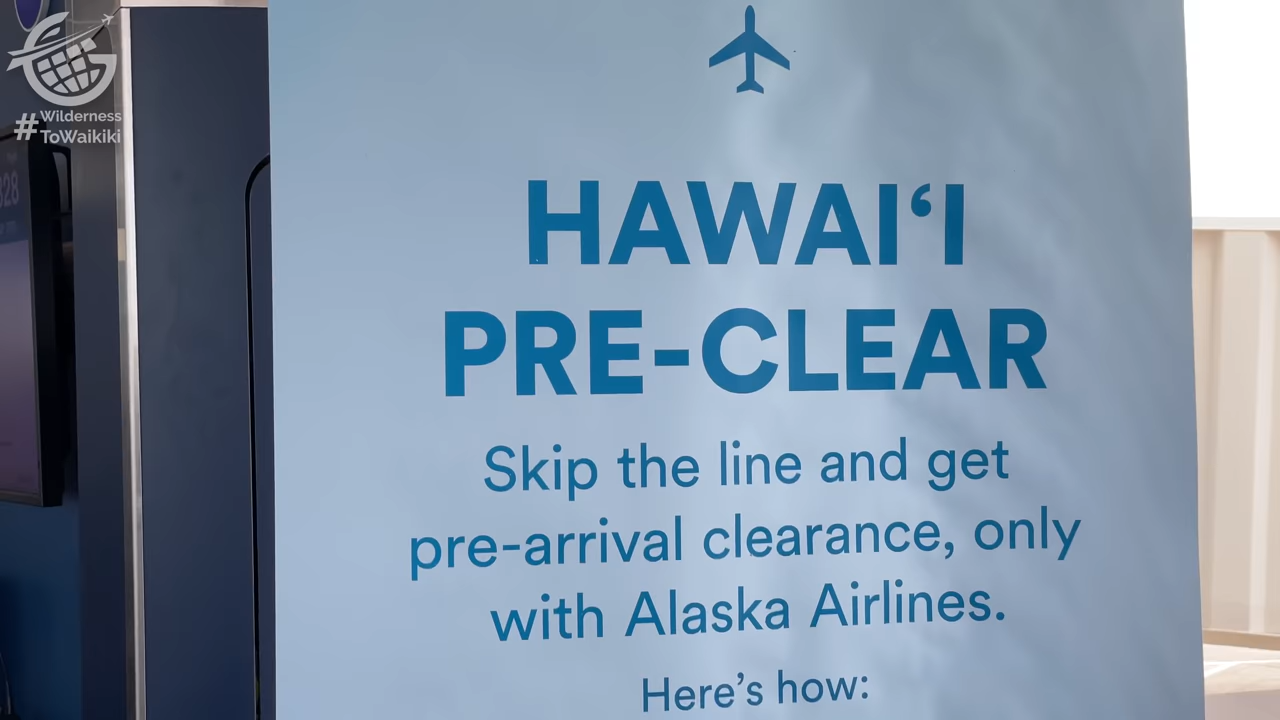 #Wilderness
ToWaikiki
328
HAWAIʻI
PRE-CLEAR
Skip the line and get
pre-arrival clearance, only
with Alaska Airlines.
Here's how: